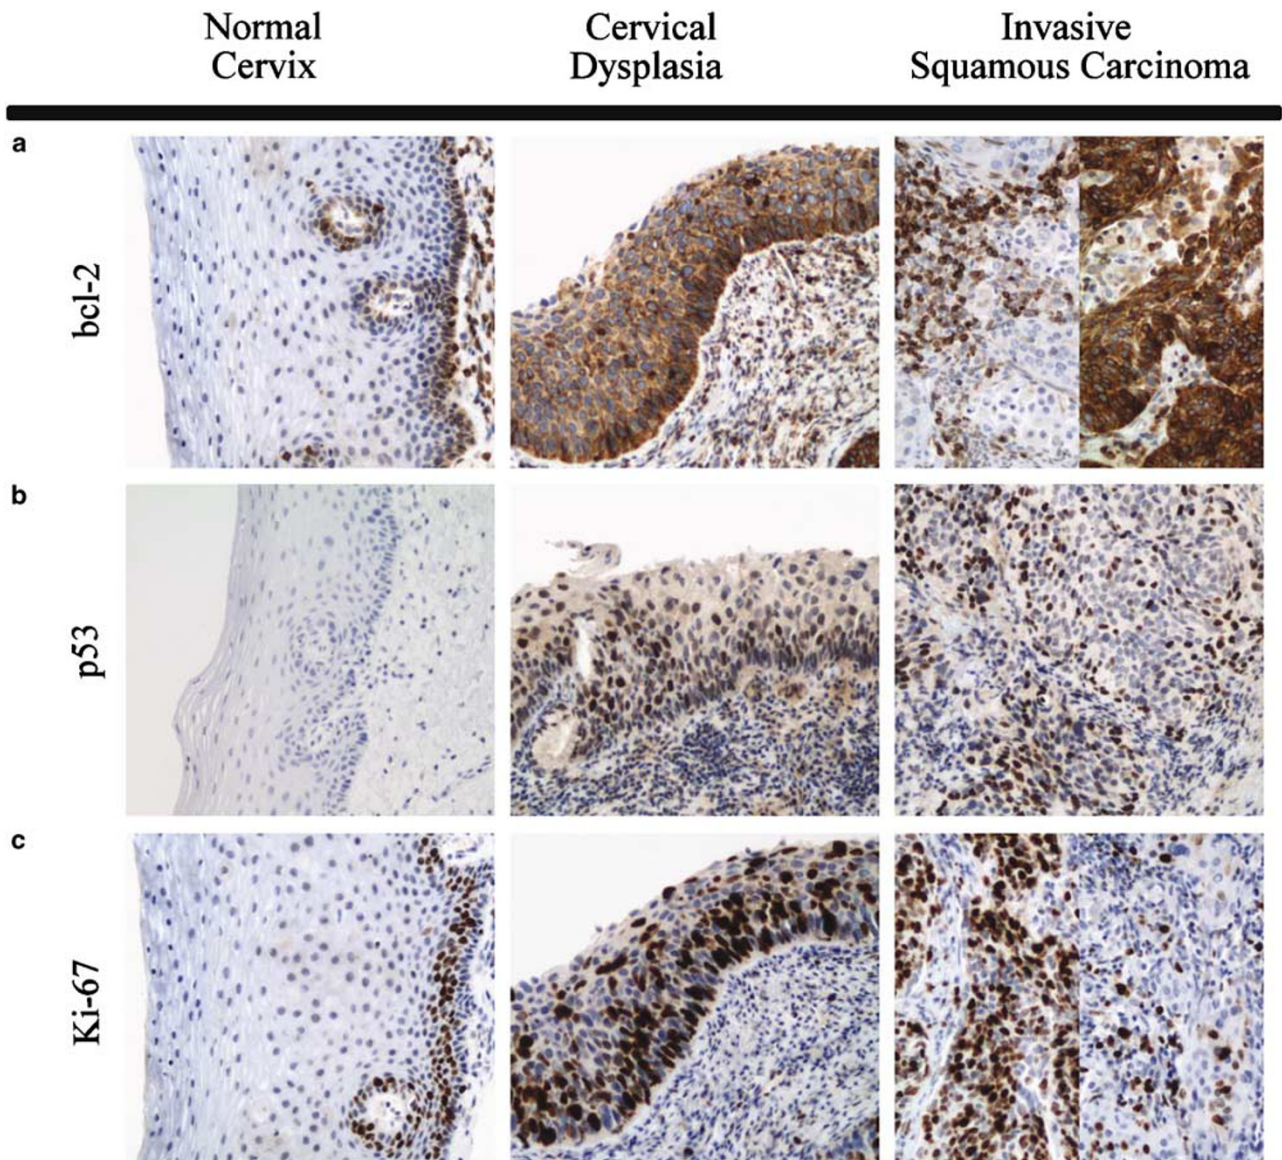 Normal
Cervix
Cervical
Dysplasia
Invasive
Squamous Carcinoma
a
bcl-2
b
p53
c
Ki-67